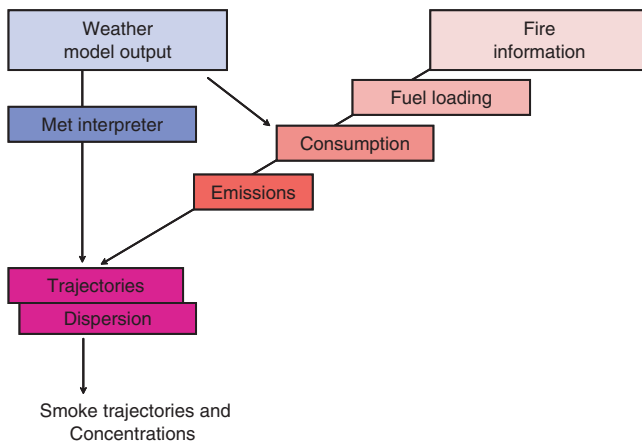 Weather
model output
Fire
information
Fuel loading
Met interpreter
Consumption
Emissions
Trajectories
Dispersion
Smoke trajectories and
Concentrations